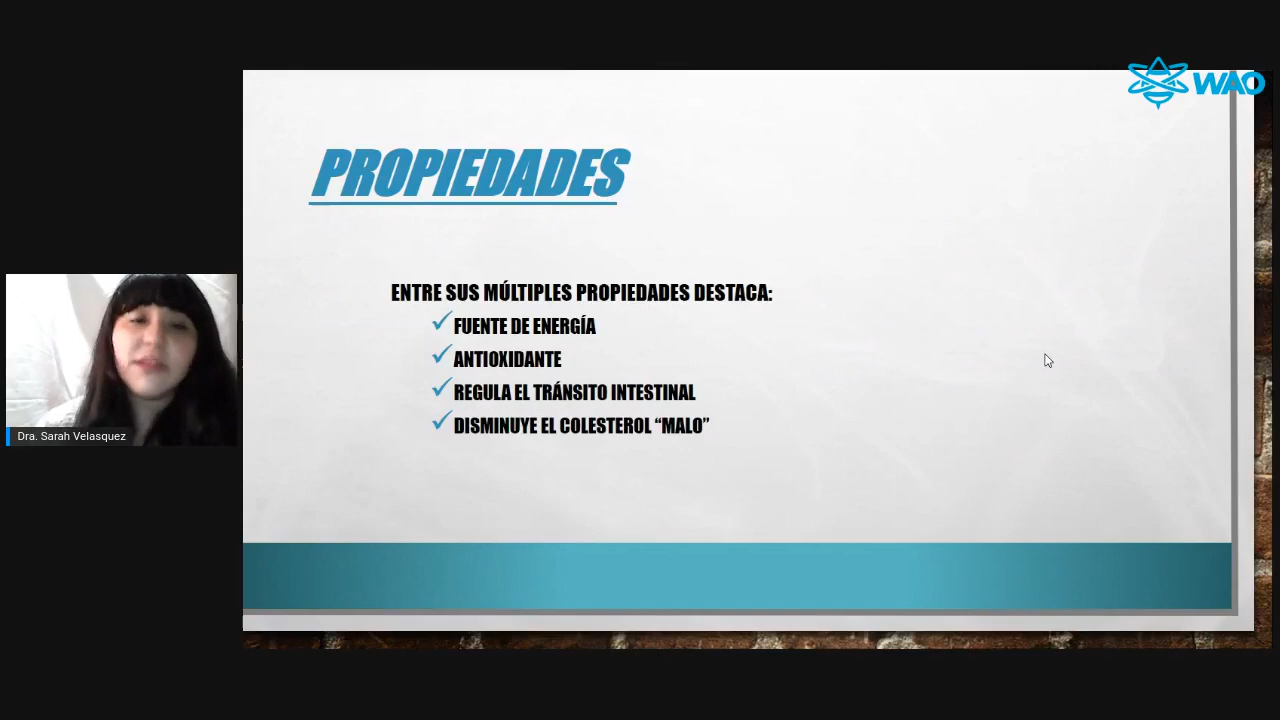 WAO
PROPIEDADES
ENTRE SUS MÚLTIPLES PROPIEDADES DESTACA:
FUENTE DE ENERGÍA
ANTIOXIDANTE
REGULA EL TRÁNSITO INTESTINAL
DISMINUYE EL COLESTEROL “MALO”
Dra. Sarah Velasquez